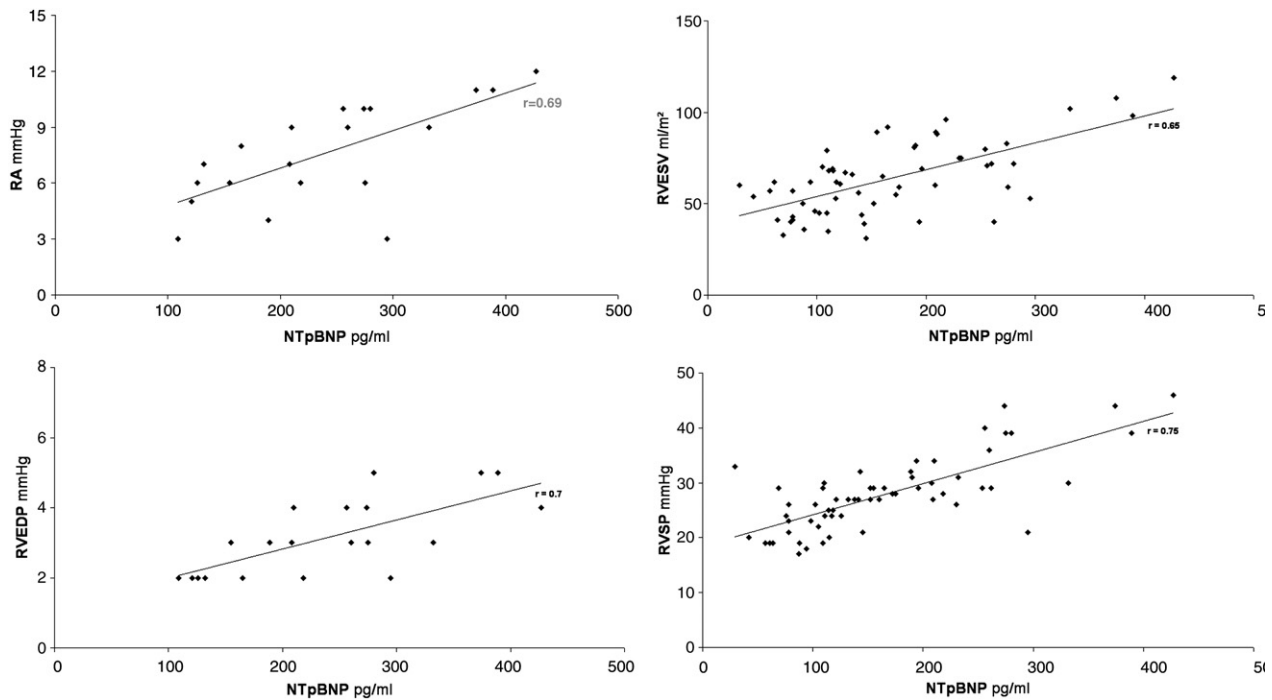 15
12
9
6
3
0
RA mmHg
r=0.69
0 100 200 300 400 500
NTpBNP pg/ml
150
100
50
0
RVESV ml/m²
r = 0.65
0 100 200 300 400 5
NTpBNP pg/ml
8
6
4
2
0
RVEDP mmHg
r = 0.7
0 100 200 300 400 500
NTpBNP pg/ml
50
40
30
20
10
0
RVSP mmHg
r = 0.75
0 100 200 300 400 5
NTpBNP pg/ml